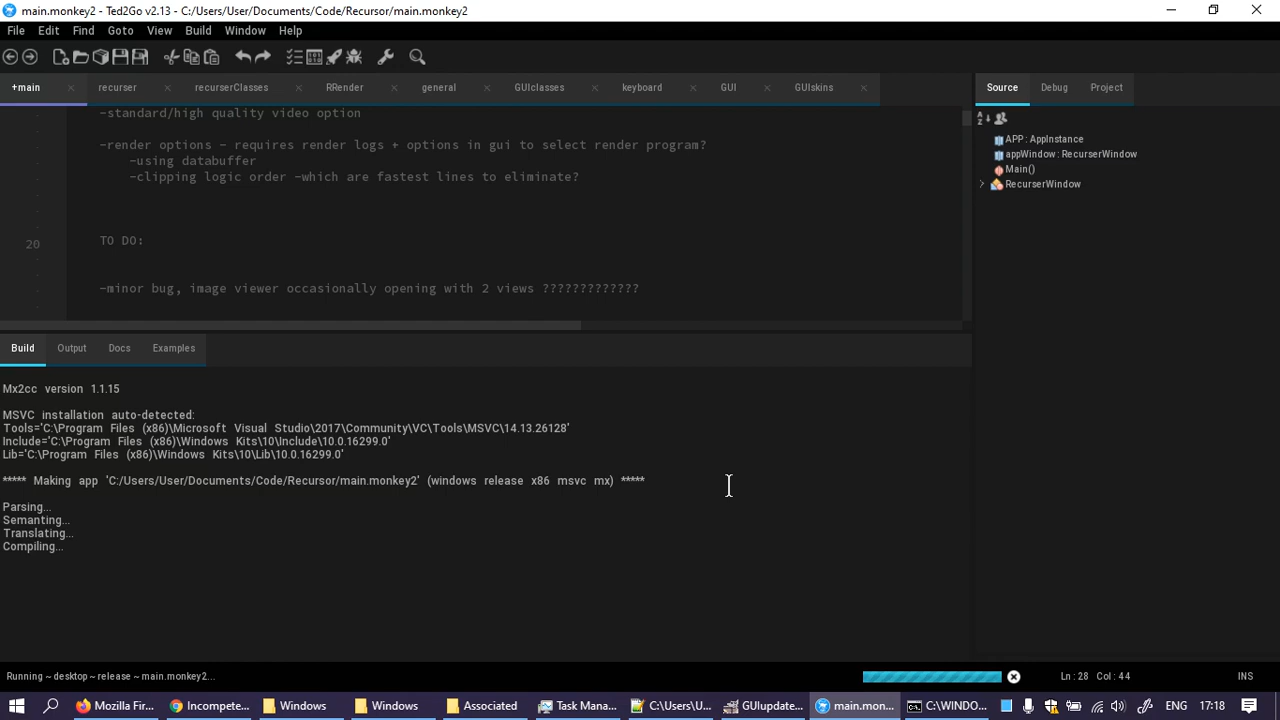 main.monkey2 - Ted2Go v2.13 - C:/Users/User/Documents/Code/Recursor/main.monkey2
File Edit Find Goto View Build Window Help
+main recurser recurserClasses RRender general GUIclasses keyboard GUI GUIskins
Source Debug Project
-standard/high quality video option
-render options - requires render logs + options in gui to select render program?
-using databuffer
-clipping logic order -which are fastest lines to eliminate?
20 TO DO:
-minor bug, image viewer occasionally opening with 2 views ?????????????
APP : AppInstance
appWindow : RecurserWindow
Main()
RecurserWindow
Build Output Docs Examples
Mx2cc version 1.1.15
MSVC installation auto-detected:
Tools='C:\Program Files (x86)\Microsoft Visual Studio\2017\Community\VC\Tools\MSVC\14.13.26128'
Include='C:\Program Files (x86)\Windows Kits\10\Include\10.0.16299.0'
Lib='C:\Program Files (x86)\Windows Kits\10\Lib\10.0.16299.0'
***** Making app 'C:/Users/User/Documents/Code/Recursor/main.monkey2' (windows release x86 msvc mx) *****
Parsing...
Semanting...
Translating...
Compiling...
Running ~ desktop ~ release ~ main.monkey2...
Ln : 28 Col : 44 INS
Mozilla Fir... Incompete... Windows Windows Associated Task Mana... C:\Users\U... GUIupdate... main.mon... C:\WINDO... ENG 17:18